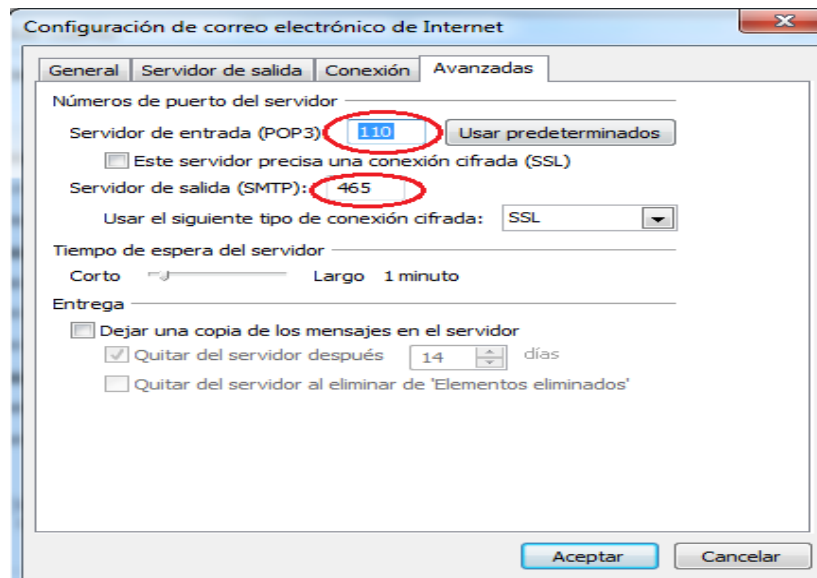 Configuración de correo electrónico de Internet
General Servidor de salida Conexión Avanzadas
Números de puerto del servidor
Servidor de entrada (POP3) 110 Usar predeterminados
Este servidor precisa una conexión cifrada (SSL)
Servidor de salida (SMTP): 465
Usar el siguiente tipo de conexión cifrada: SSL
Tiempo de espera del servidor
Corto Largo 1 minuto
Entrega
Dejar una copia de los mensajes en el servidor
Quitar del servidor después 14 días
Quitar del servidor al eliminar de 'Elementos eliminados'
Aceptar Cancelar